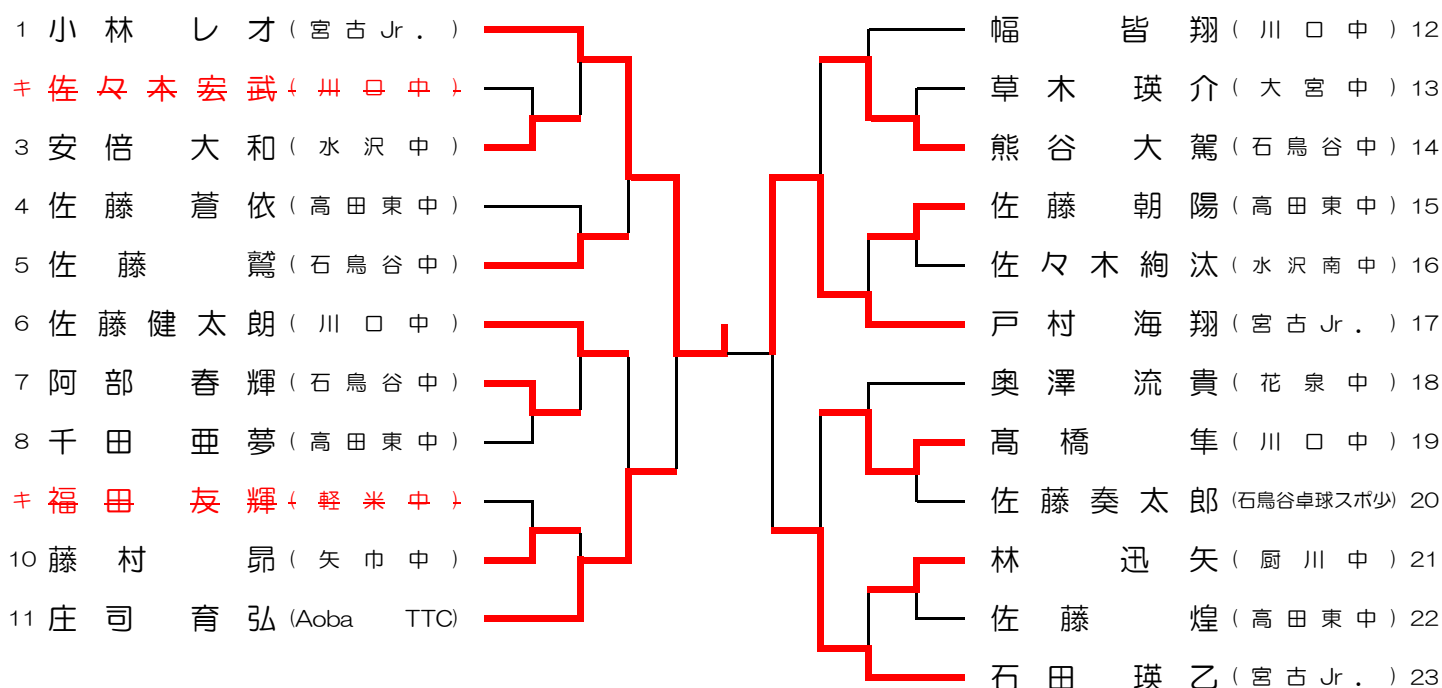 1 小林 レオ (宮古Jr.)
キ 佐々木宏武 (川口中)
3 安倍 大和 (水沢中)
4 佐藤 蒼依 (高田東中)
5 佐藤 鷲 (石鳥谷中)
6 佐藤健太朗 (川口中)
7 阿部 春輝 (石鳥谷中)
8 千田 亜夢 (高田東中)
キ 福田 友輝 (軽米中)
10 藤村 昴 (矢巾中)
11 庄司 育弘 (Aoba TTC)
幅 皆翔 (川口中) 12
草木 瑛介 (大宮中) 13
熊谷 大駕 (石鳥谷中) 14
佐藤 朝陽 (高田東中) 15
佐々木絢汰 (水沢南中) 16
戸村 海翔 (宮古Jr.) 17
奥澤 流貴 (花泉中) 18
髙橋 隼 (川口中) 19
佐藤奏太郎 (石鳥谷卓球スポ少) 20
林 迅矢 (厨川中) 21
佐藤 煌 (高田東中) 22
石田 瑛乙 (宮古Jr.) 23